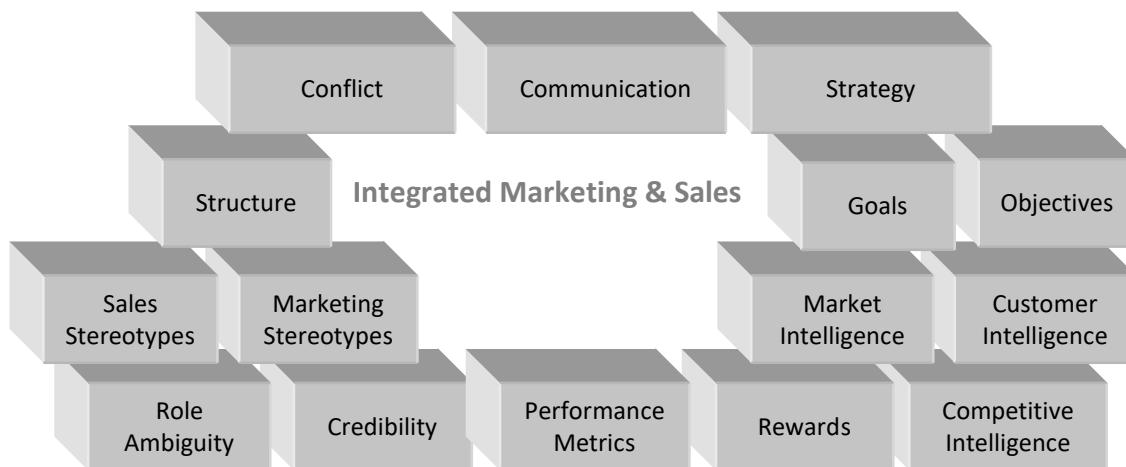 Conflict
Communication
Strategy
Structure
Integrated Marketing & Sales
Goals
Objectives
Sales
Stereotypes
Marketing
Stereotypes
Market
Intelligence
Customer
Intelligence
Role
Ambiguity
Credibility
Performance
Metrics
Rewards
Competitive
Intelligence